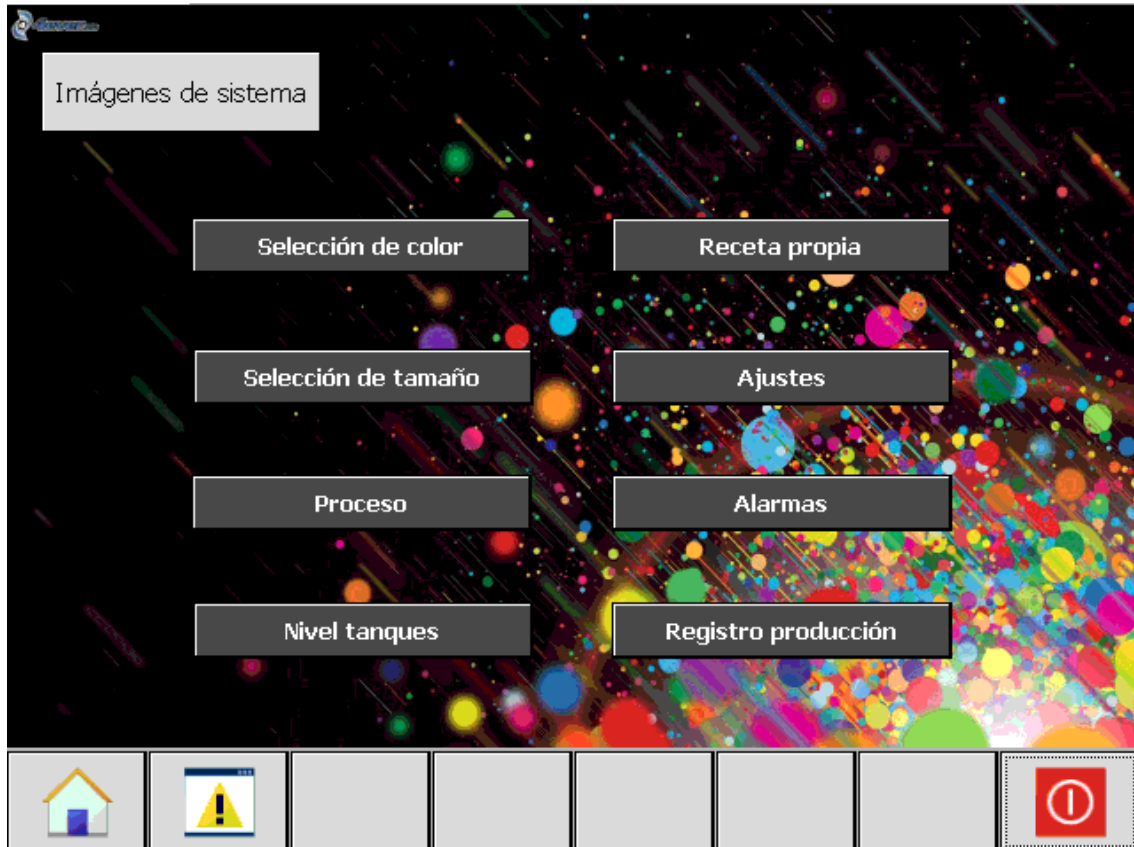 Imágenes de sistema
Selección de color
Receta propia
Selección de tamaño
Ajustes
Proceso
Alarmas
Nivel tanques
Registro producción